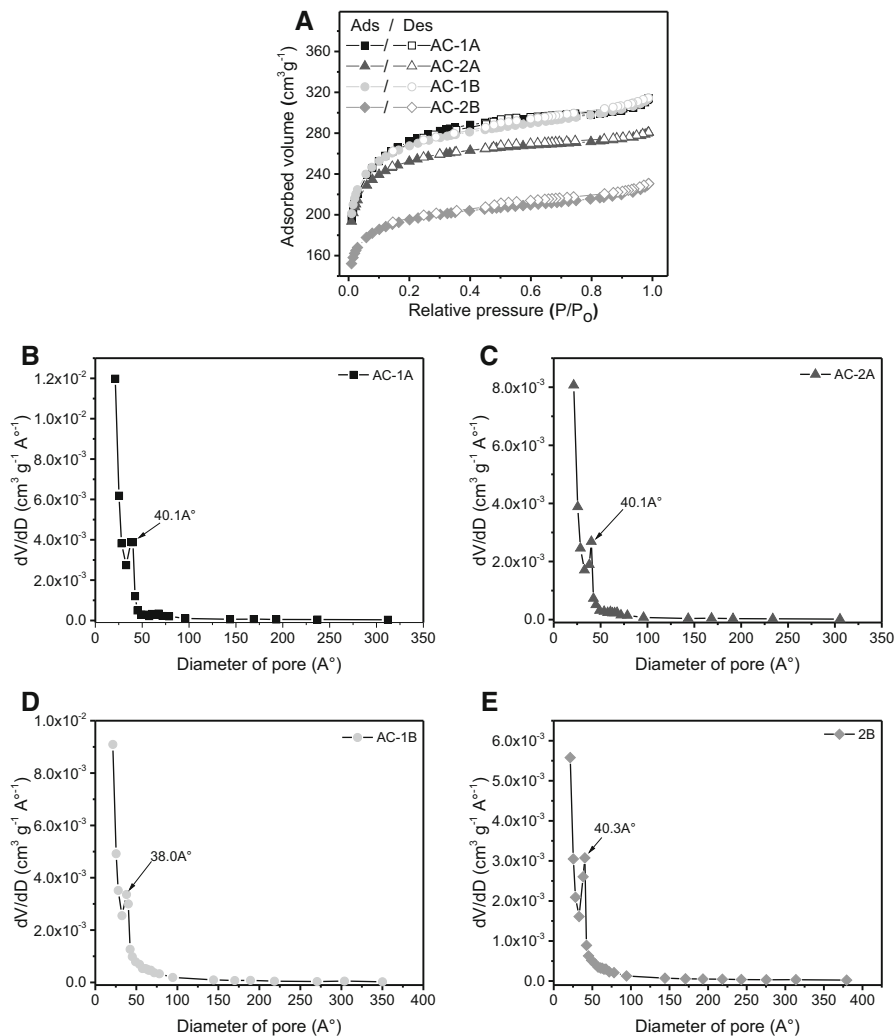 A
Ads / Des
AC-1A
AC-2A
AC-1B
AC-2B
Adsorbed volume (cm³g⁻¹)
360
320
280
240
200
160
0.0 0.2 0.4 0.6 0.8 1.0
Relative pressure (P/P₀)
B
AC-1A
dV/dD (cm³ g⁻¹ A°⁻¹)
1.2x10⁻²
1.0x10⁻²
8.0x10⁻³
6.0x10⁻³
4.0x10⁻³
2.0x10⁻³
0.0
40.1A°
0 50 100 150 200 250 300 350
Diameter of pore (A°)
C
AC-2A
dV/dD (cm³ g⁻¹ A°⁻¹)
8.0x10⁻³
6.0x10⁻³
4.0x10⁻³
2.0x10⁻³
0.0
40.1A°
0 50 100 150 200 250 300 350
Diameter of pore (A°)
D
AC-1B
dV/dD (cm³ g⁻¹ A°⁻¹)
1.0x10⁻²
8.0x10⁻³
6.0x10⁻³
4.0x10⁻³
2.0x10⁻³
0.0
38.0A°
0 50 100 150 200 250 300 350 400
Diameter of pore (A°)
E
2B
dV/dD (cm³ g⁻¹ A°⁻¹)
6.0x10⁻³
5.0x10⁻³
4.0x10⁻³
3.0x10⁻³
2.0x10⁻³
1.0x10⁻³
0.0
40.3A°
0 50 100 150 200 250 300 350 400
Diameter of pore (A°)